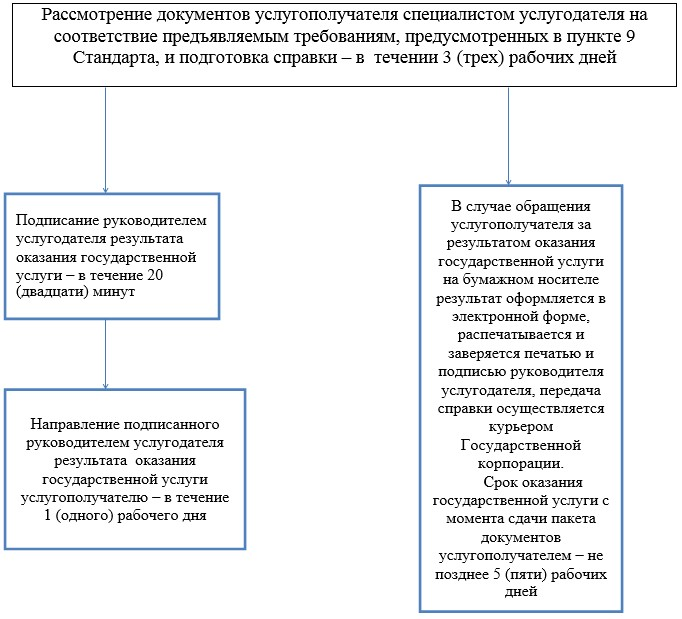 Рассмотрение документов услугополучателя специалистом услугодателя на
соответствие предъявляемым требованиям, предусмотренных в пункте 9
Стандарта, и подготовка справки – в течении 3 (трех) рабочих дней
Подписание руководителем
услугодателя результата
оказания государственной
услуги – в течение 20
(двадцати) минут
Направление подписанного
руководителем услугодателя
результата оказания
государственной услуги
услугополучателю – в течение
1 (одного) рабочего дня
В случае обращения
услугополучателя за
результатом оказания
государственной услуги
на бумажном носителе
результат оформляется в
электронной форме,
распечатывается и
заверяется печатью и
подписью руководителя
услугодателя, передача
справки осуществляется
курьером
Государственной
корпорации.
Срок оказания
государственной услуги с
момента сдачи пакета
документов
услугополучателем – не
позднее 5 (пяти) рабочих
дней